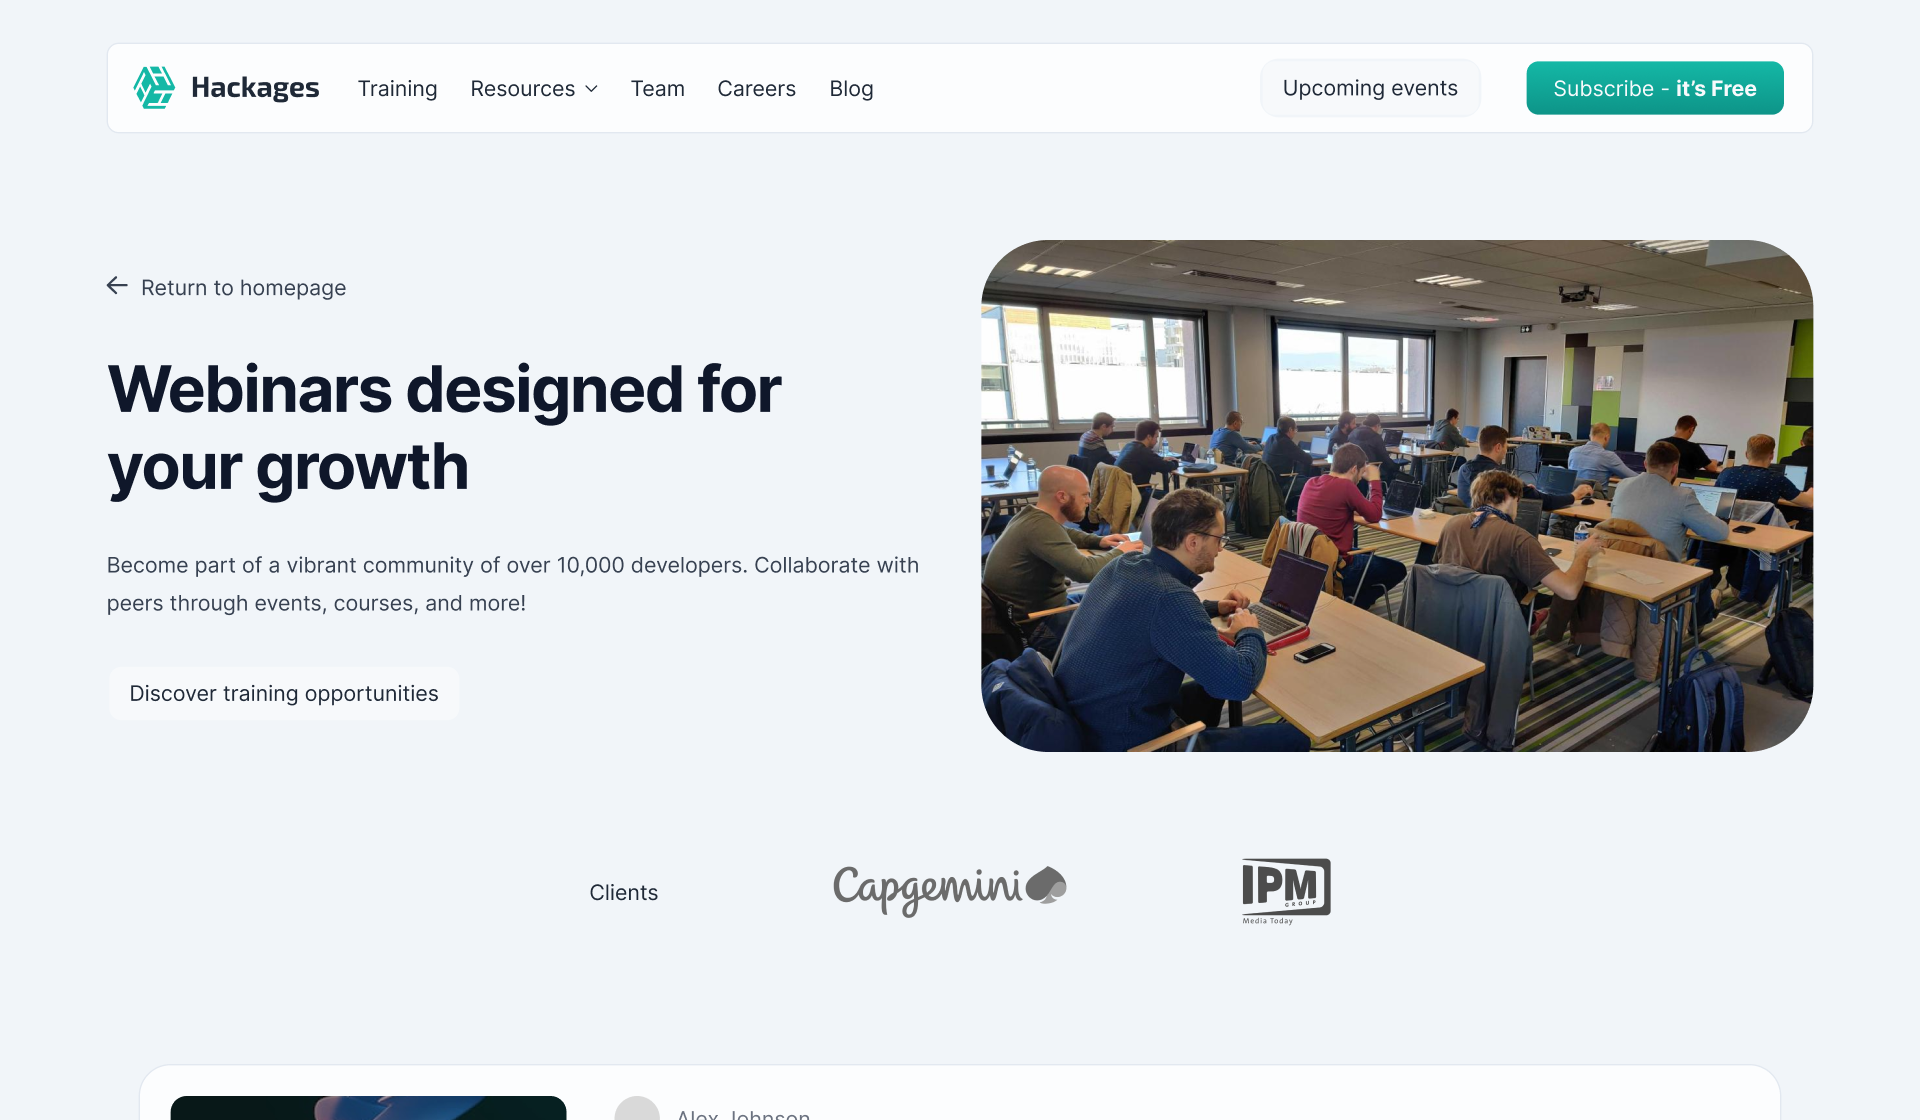 Hackages Training Resources Team Careers Blog Upcoming events Subscribe - it’s Free
Return to homepage
Webinars designed for
your growth
Become part of a vibrant community of over 10,000 developers. Collaborate with
peers through events, courses, and more!
Discover training opportunities
Clients Capgemini IPM
GROUP
Media Today
Alex Johnson